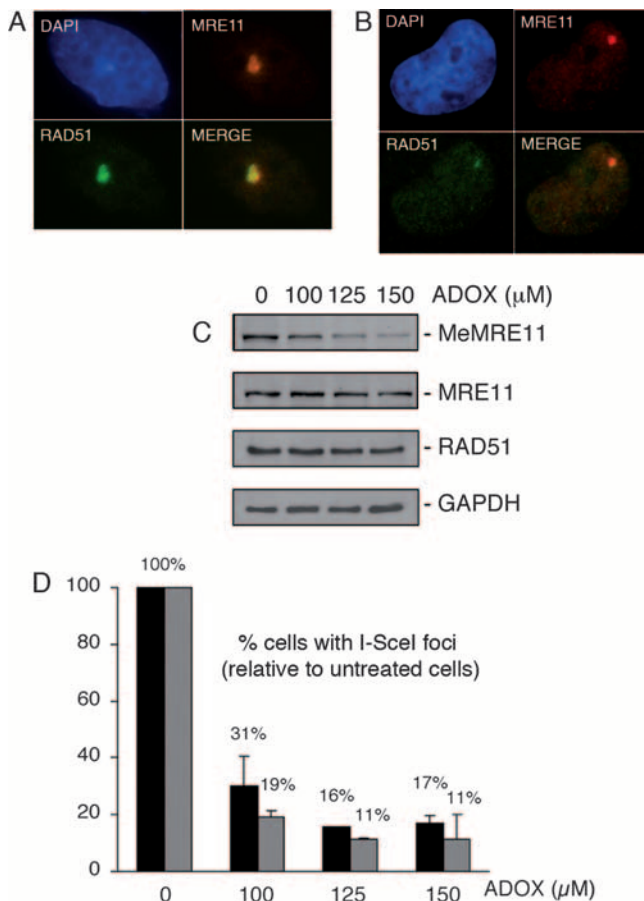 A
DAPI
MRE11
RAD51
MERGE
B
DAPI
MRE11
RAD51
MERGE
0 100 125 150 ADOX (μM)
C
- MeMRE11
- MRE11
- RAD51
- GAPDH
D
% cells with I-SceI foci
(relative to untreated cells)
100
80
60
40
20
0
100%
31%
19%
16%
11%
17%
11%
0 100 125 150 ADOX (μM)